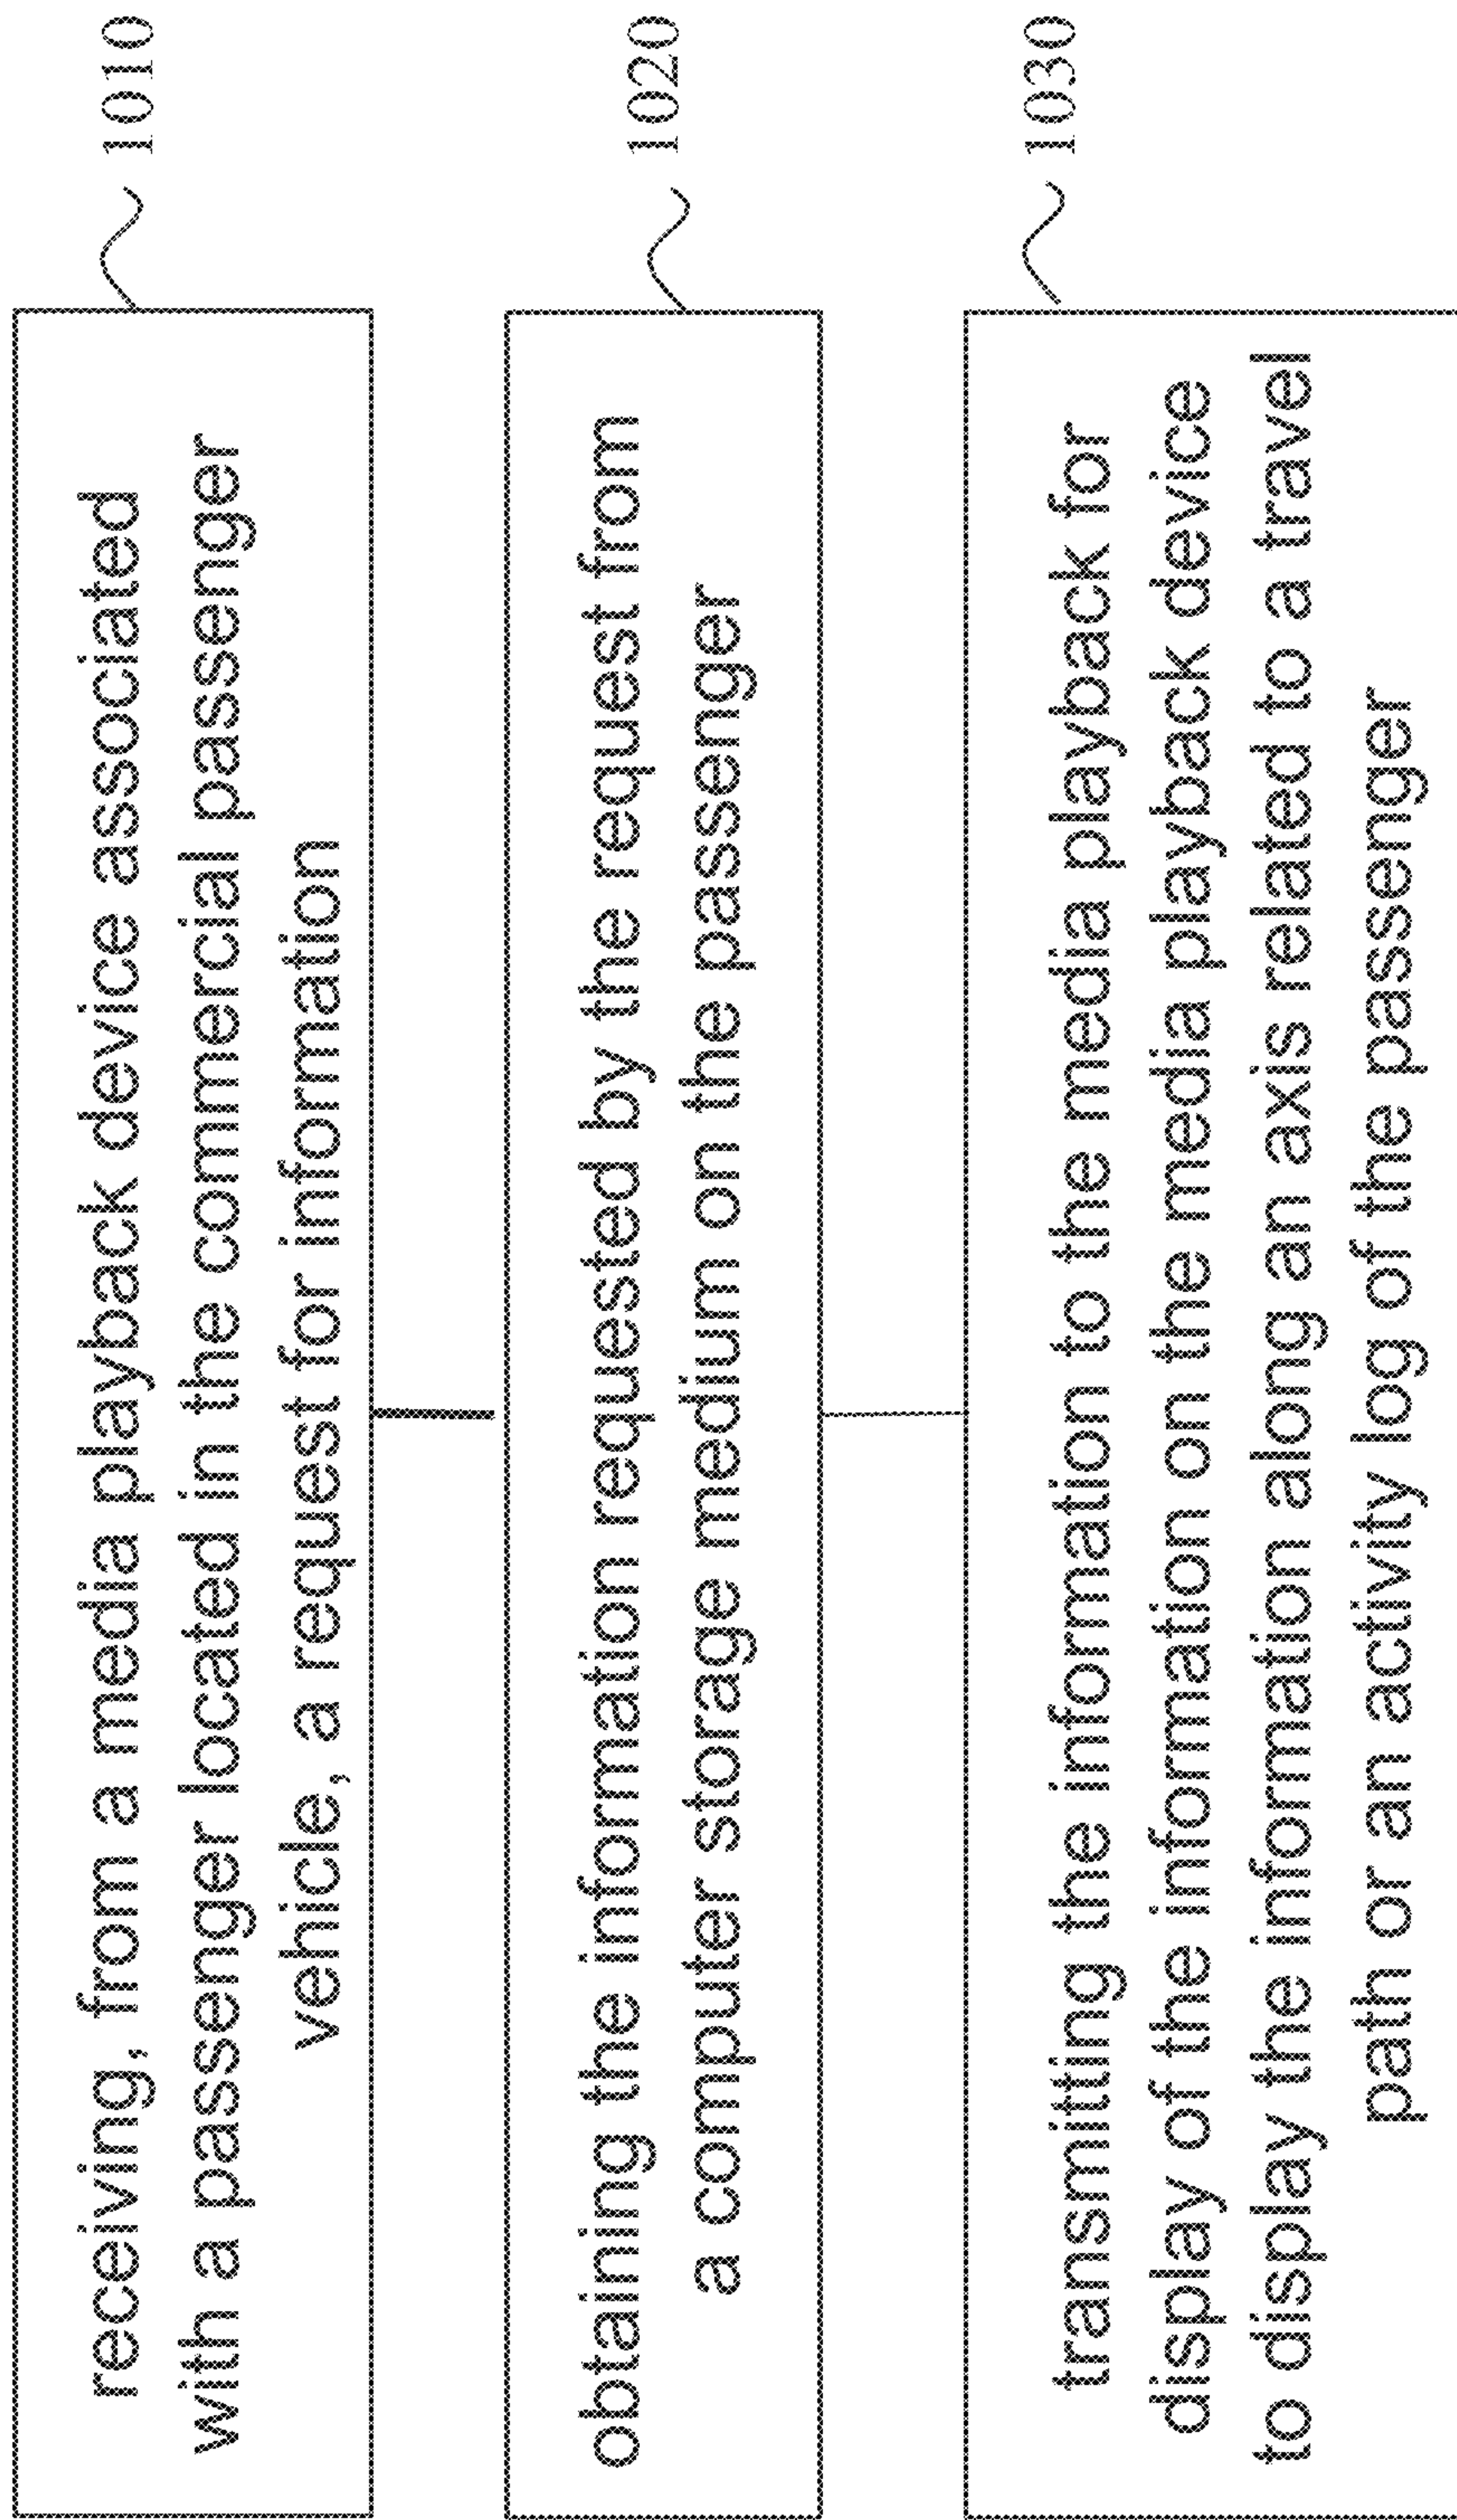 receiving, from a media playback device associated
with a passenger located in the commercial passenger
vehicle, a request for information
1010
obtaining the information requested by the request from
a computer storage medium on the passenger
1020
transmitting the information to the media playback for
display of the information on the media playback device
to display the information along an axis related to a travel
path or an activity log of the passenger
1030